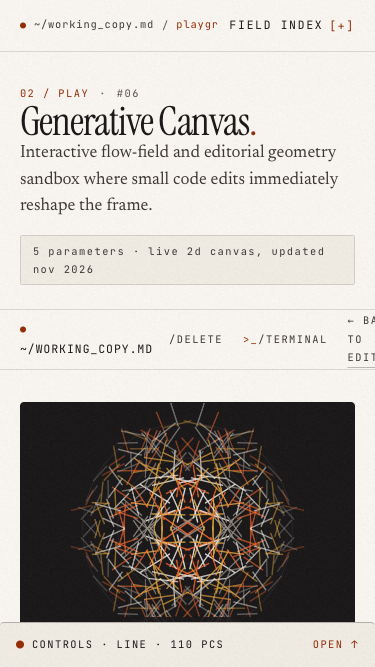 ● ~/working_copy.md / playgr FIELD INDEX [+]
02 / PLAY · #06
Generative Canvas.
Interactive flow-field and editorial geometry
sandbox where small code edits immediately
reshape the frame.
5 parameters · live 2d canvas, updated
nov 2026
● ~/WORKING_COPY.MD /DELETE >_/TERMINAL
← BA
TO
EDIT
● CONTROLS · LINE · 110 PCS OPEN ↑